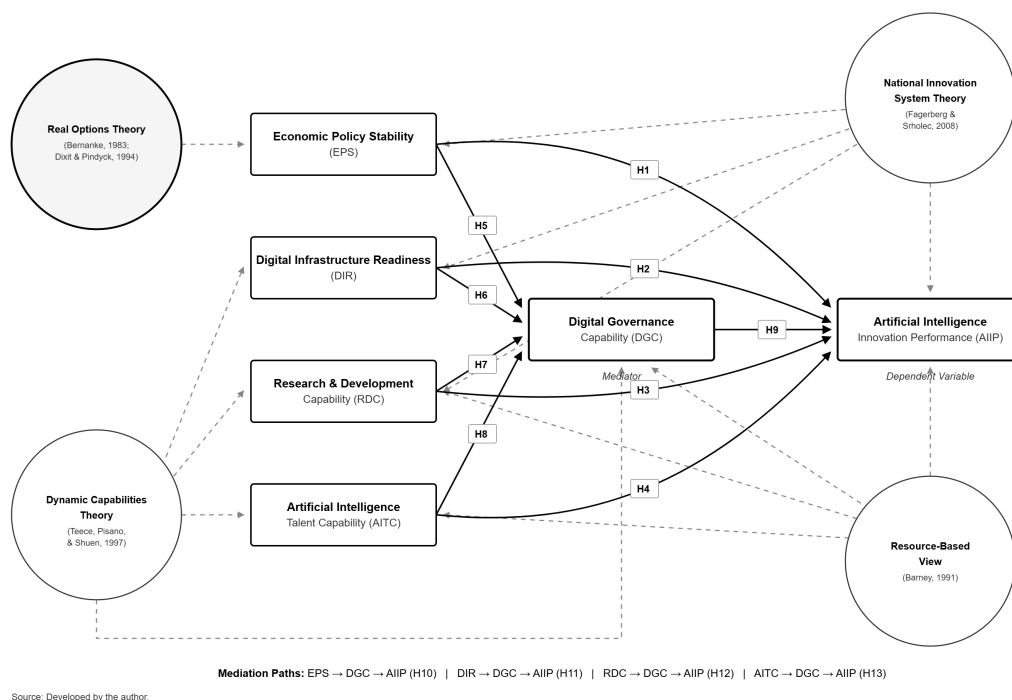 Real Options Theory
(Bernanke, 1983;
Dixit & Pindyck, 1994)
Economic Policy Stability
(EPS)
National Innovation
System Theory
(Fagerberg &
Srholec, 2008)
H1
H5
Digital Infrastructure Readiness
(DIR)
H2
H6
Digital Governance
Capability (DGC)
H9
Artificial Intelligence
Innovation Performance (AIIP)
Mediator
Dependent Variable
H7
Research & Development
Capability (RDC)
H3
H8
Dynamic Capabilities
Theory
(Teece, Pisano,
& Shuen, 1997)
Artificial Intelligence
Talent Capability (AITC)
H4
Resource-Based
View
(Barney, 1991)
Mediation Paths: EPS → DGC → AIIP (H10) | DIR → DGC → AIIP (H11) | RDC → DGC → AIIP (H12) | AITC → DGC → AIIP (H13)
Source: Developed by the author.